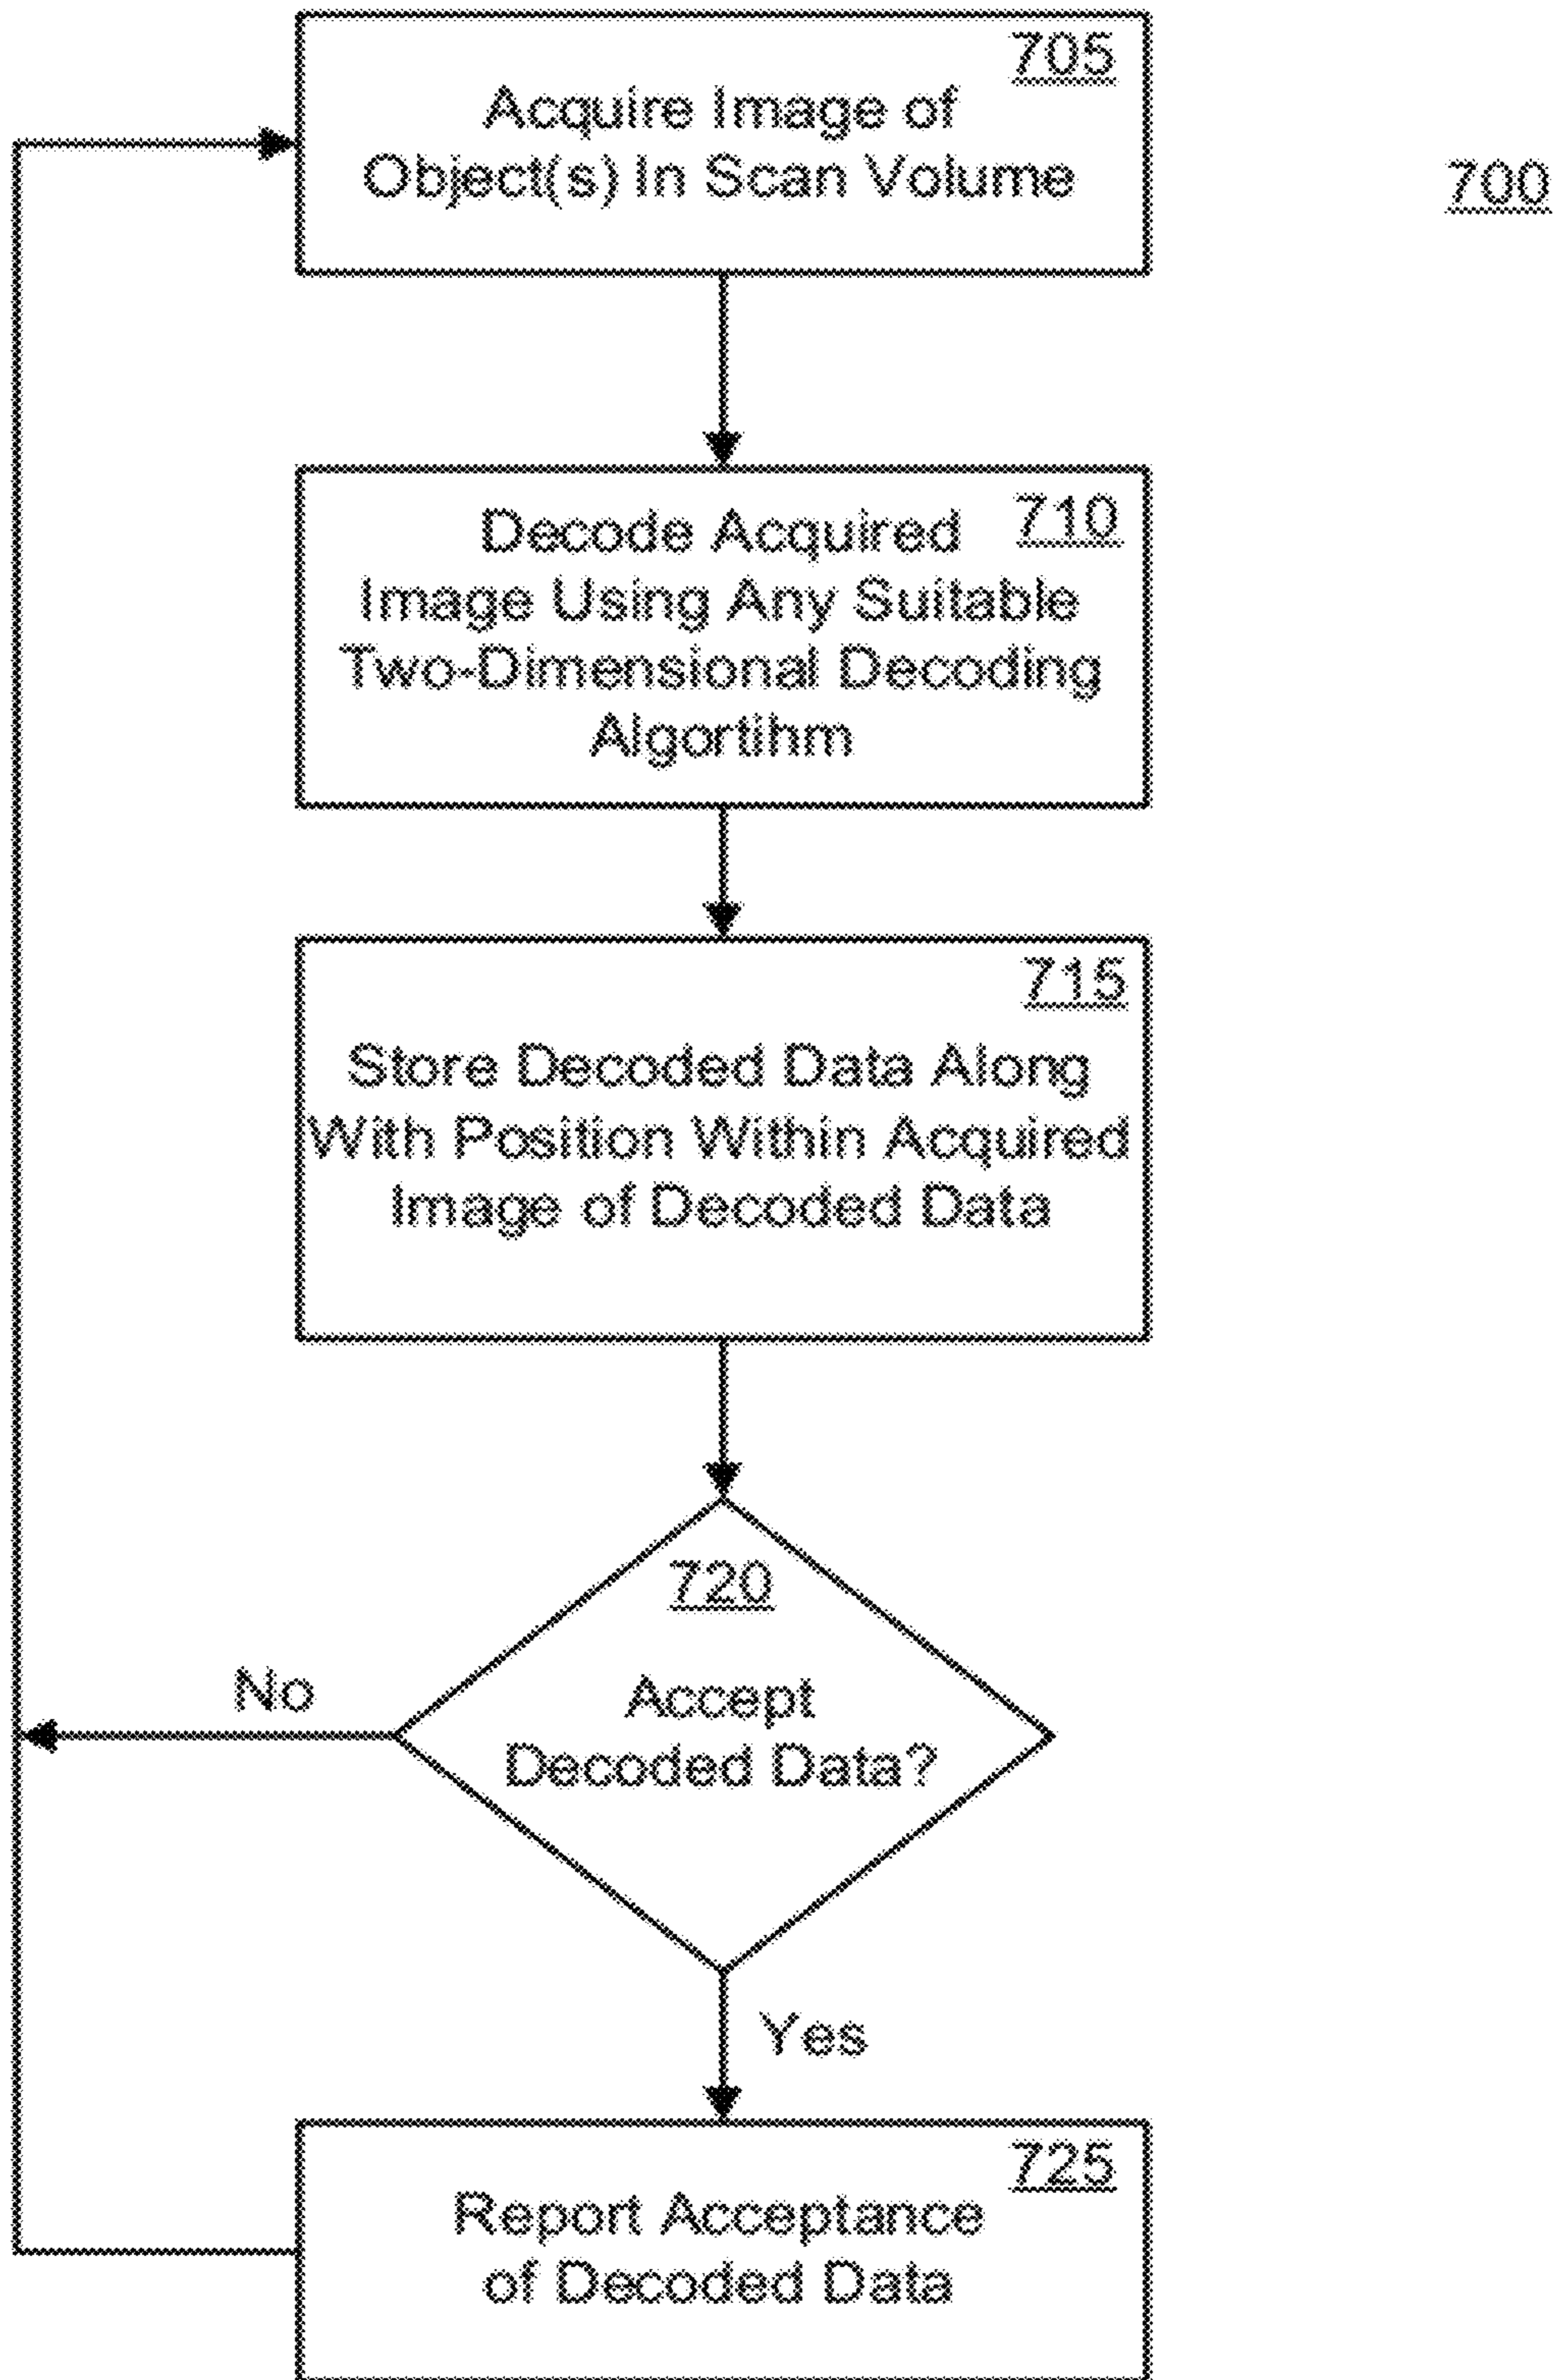 705
Acquire Image of
Object(s) In Scan Volume
700
710
Decode Acquired
Image Using Any Suitable
Two-Dimensional Decoding
Algortihm
715
Store Decoded Data Along
With Position Within Acquired
Image of Decoded Data
720
Accept
Decoded Data?
No
Yes
725
Report Acceptance
of Decoded Data